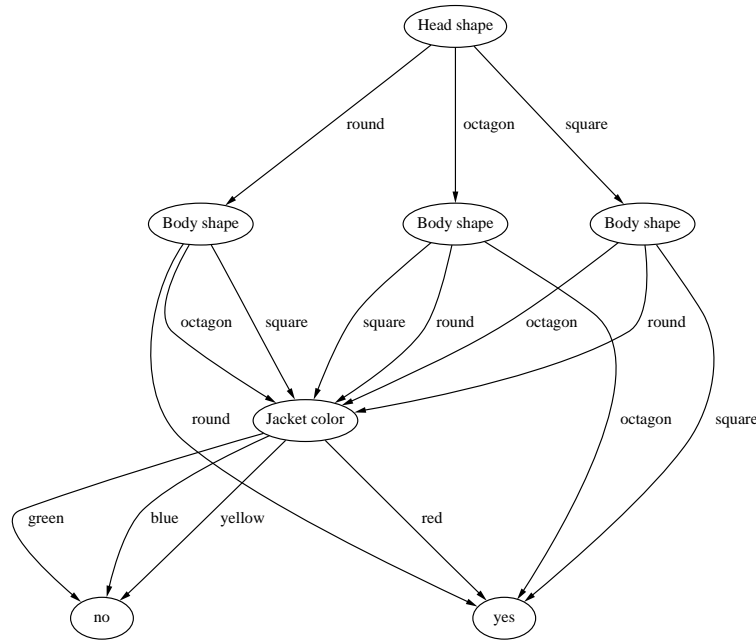 Head shape
round
octagon
square
Body shape
Body shape
Body shape
octagon
square
square
round
octagon
round
round
Jacket color
octagon
square
green
blue
yellow
red
no
yes